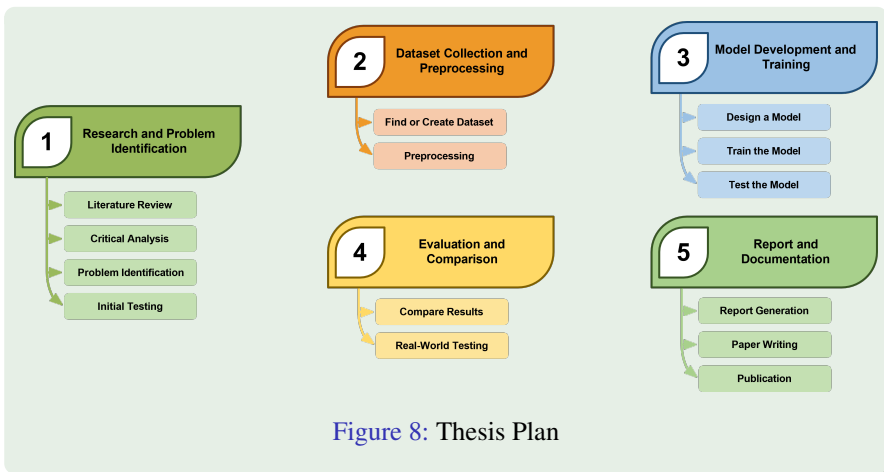 1
Research and Problem
Identification
Literature Review
Critical Analysis
Problem Identification
Initial Testing
2
Dataset Collection and
Preprocessing
Find or Create Dataset
Preprocessing
3
Model Development and
Training
Design a Model
Train the Model
Test the Model
4
Evaluation and
Comparison
Compare Results
Real-World Testing
5
Report and
Documentation
Report Generation
Paper Writing
Publication
Figure 8: Thesis Plan